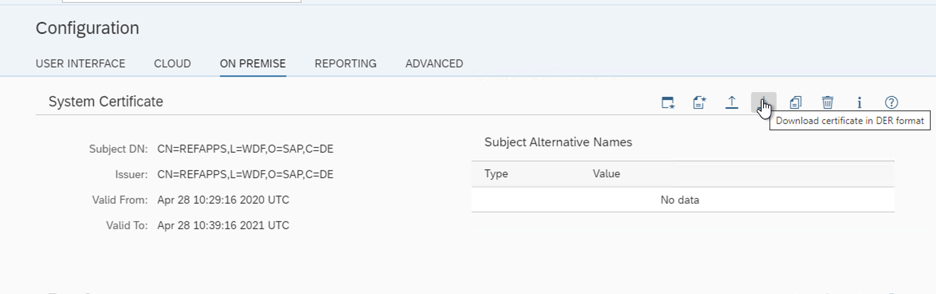 Configuration
USER INTERFACE CLOUD ON PREMISE REPORTING ADVANCED
System Certificate
Download certificate in DER format
Subject DN: CN=REFAPPS,L=WDF,O=SAP,C=DE
Issuer: CN=REFAPPS,L=WDF,O=SAP,C=DE
Valid From: Apr 28 10:29:16 2020 UTC
Valid To: Apr 28 10:39:16 2021 UTC
Subject Alternative Names
Type Value
No data